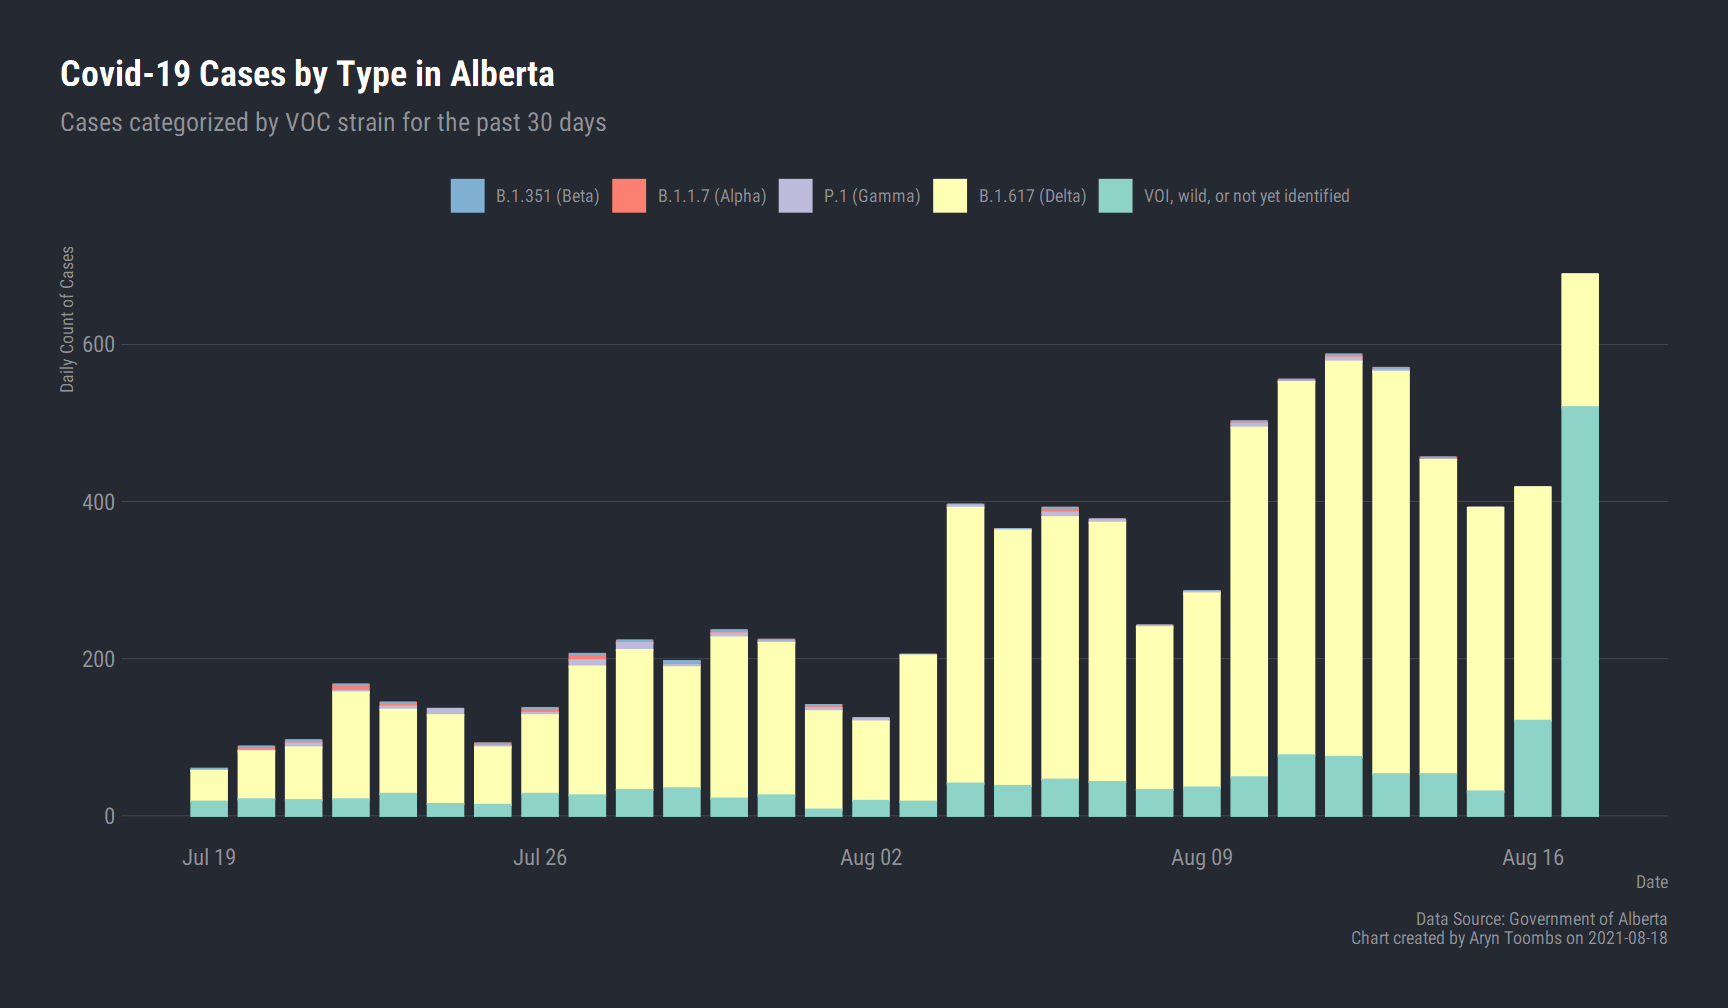 Covid-19 Cases by Type in Alberta
Cases categorized by VOC strain for the past 30 days
B.1.351 (Beta) B.1.1.7 (Alpha) P.1 (Gamma) B.1.617 (Delta) VOI, wild, or not yet identified
Daily Count of Cases
600
400
200
0
Jul 19 Jul 26 Aug 02 Aug 09 Aug 16
Date
Data Source: Government of Alberta
Chart created by Aryn Toombs on 2021-08-18